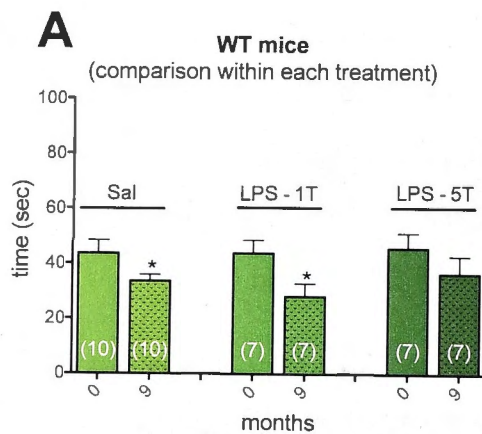 A
WT mice
(comparison within each treatment)
100
80
60
40
20
0
time (sec)
Sal
LPS - 1T
LPS - 5T
*
*
(10)
(10)
(7)
(7)
(7)
(7)
0
9
0
9
0
9
months